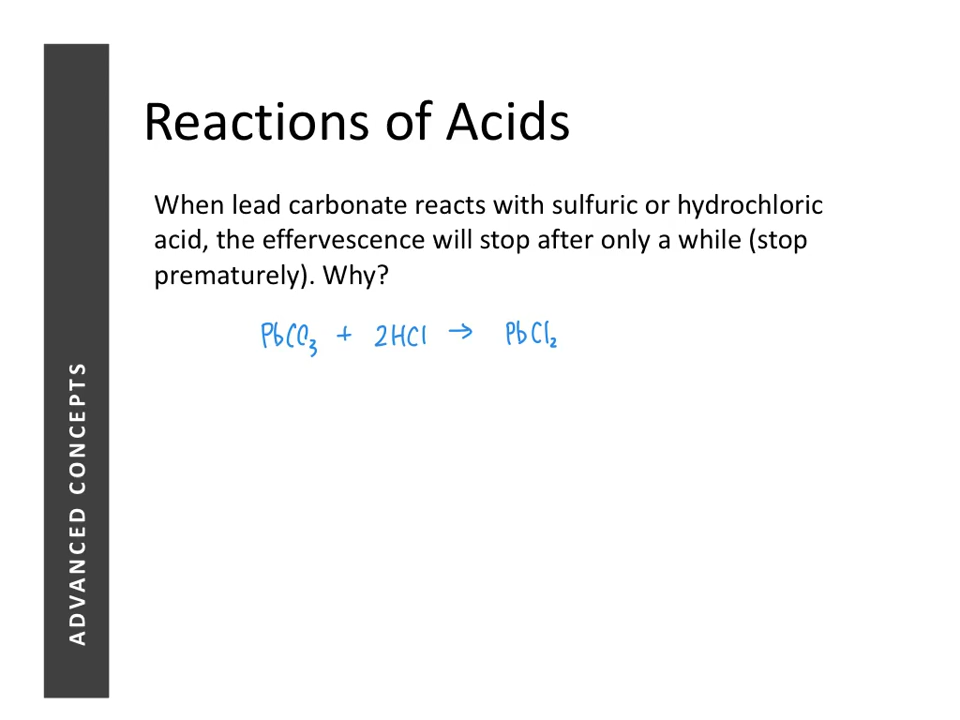 Reactions of Acids
When lead carbonate reacts with sulfuric or hydrochloric
acid, the effervescence will stop after only a while (stop
prematurely). Why?
PbCO₃ + 2HCl → PbCl₂
ADVANCED CONCEPTS